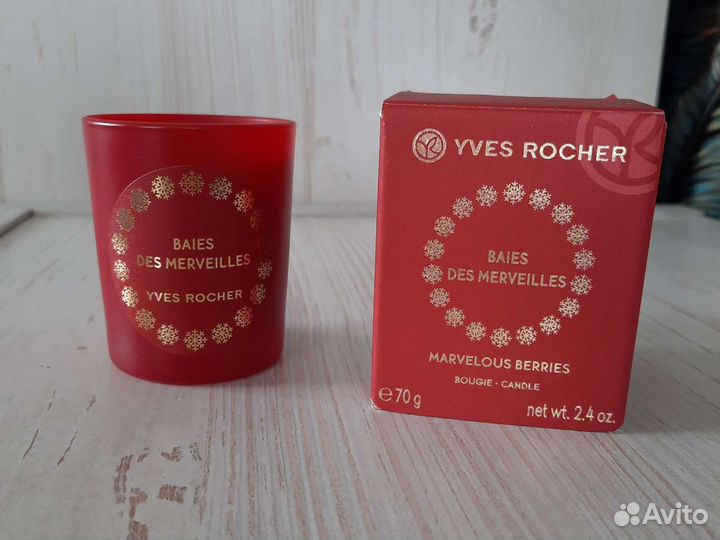 BAIES
DES MERVEILLES
YVES ROCHER
YVES ROCHER
BAIES
DES MERVEILLES
MARVELOUS BERRIES
BOUGIE • CANDLE
℮ 70 g
net wt. 2.4 oz.
Avito